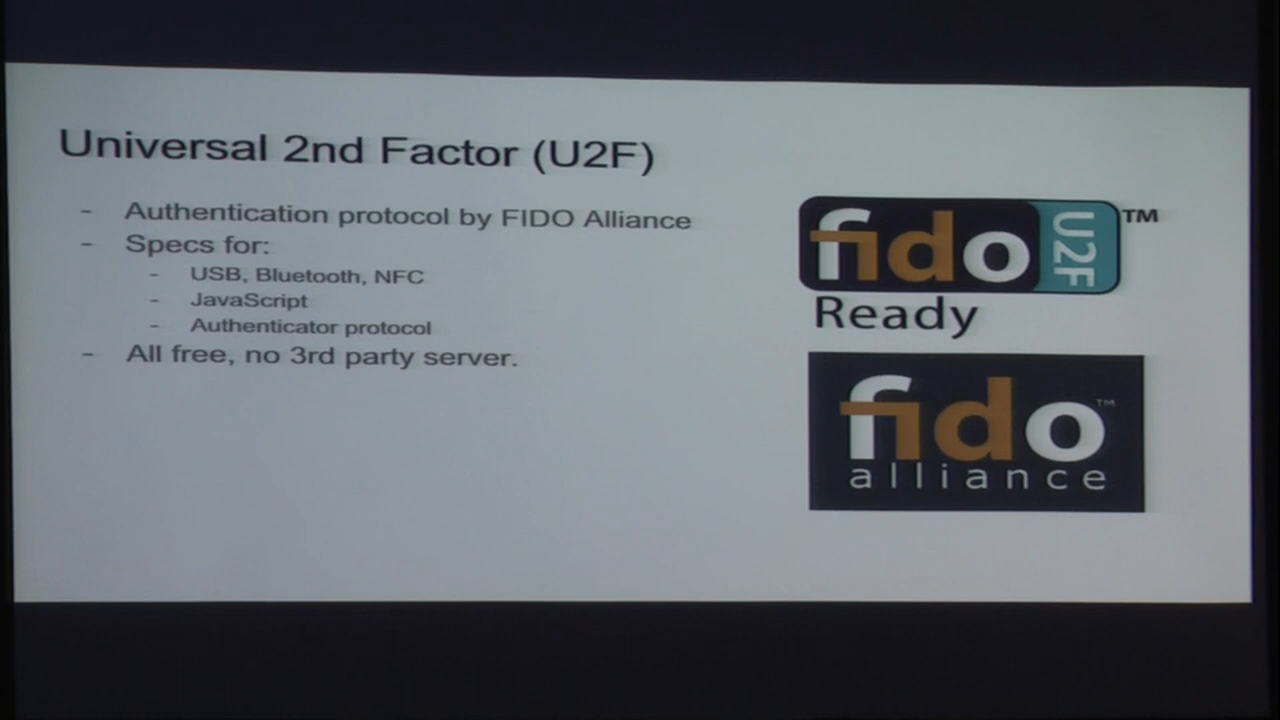 Universal 2nd Factor (U2F)
- Authentication protocol by FIDO Alliance
- Specs for:
- USB, Bluetooth, NFC
- JavaScript
- Authenticator protocol
- All free, no 3rd party server.
fido U2F TM
Ready
fido TM
alliance